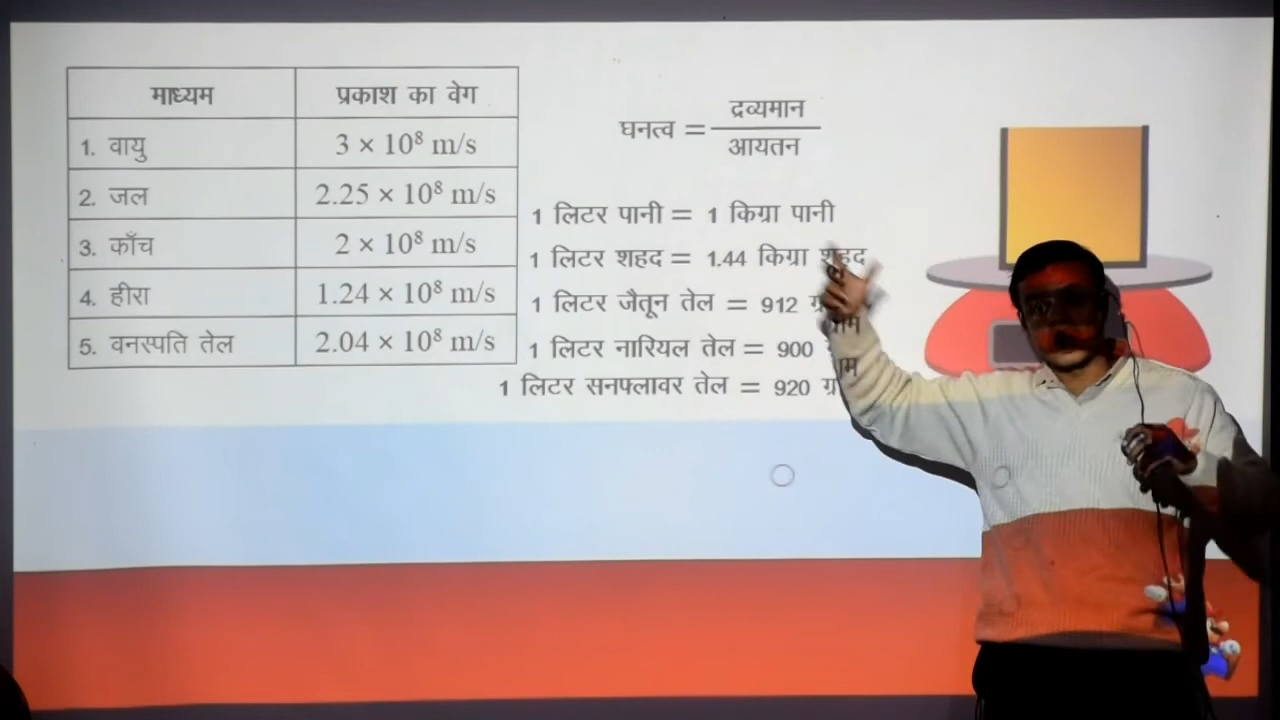 माध्यम प्रकाश का वेग
1. वायु 3 × 10⁸ m/s
2. जल 2.25 × 10⁸ m/s
3. काँच 2 × 10⁸ m/s
4. हीरा 1.24 × 10⁸ m/s
5. वनस्पति तेल 2.04 × 10⁸ m/s
घनत्व = द्रव्यमान
आयतन
1 लिटर पानी = 1 किग्रा पानी
1 लिटर शहद = 1.44 किग्रा शहद
1 लिटर जैतून तेल = 912
1 लिटर नारियल तेल = 900
1 लिटर सनफ्लावर तेल = 920